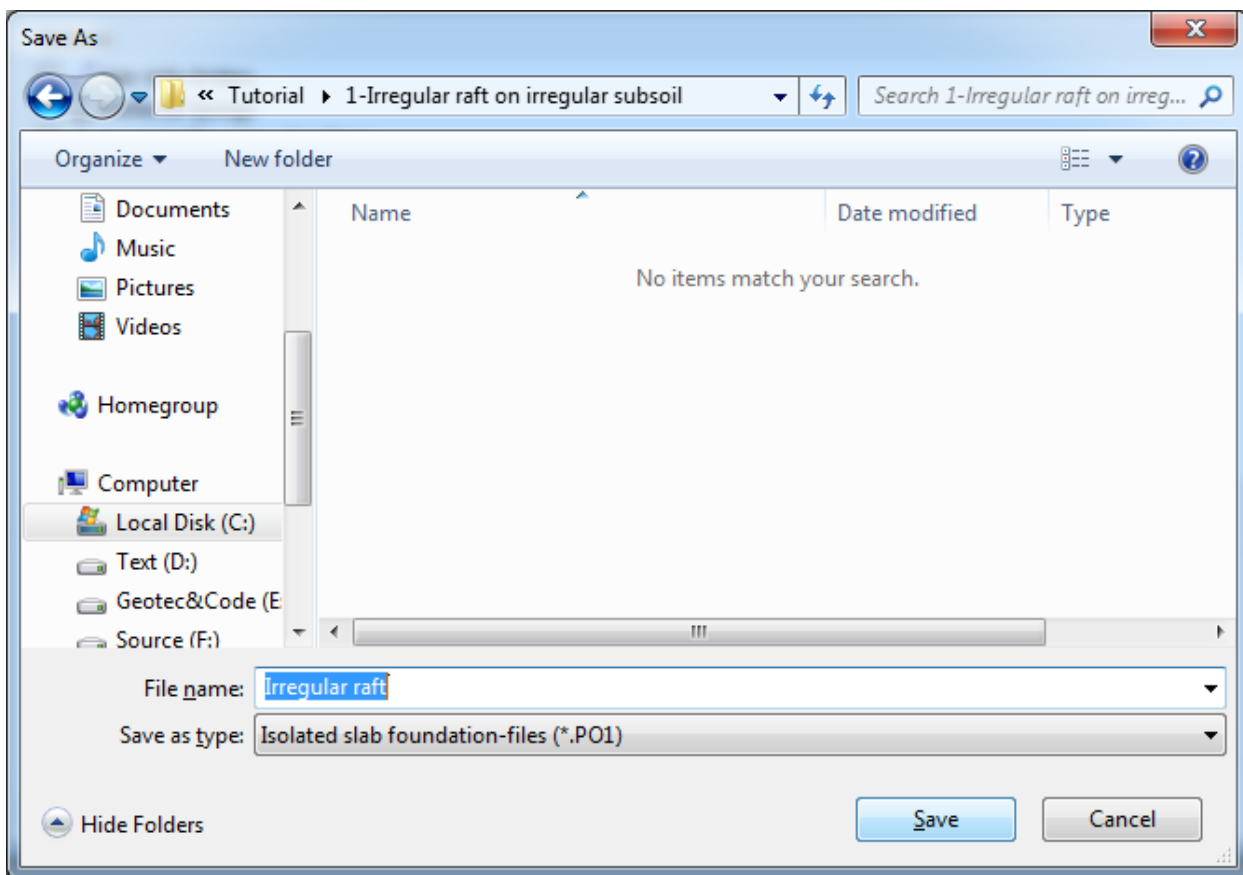 Save As
« Tutorial ▸ 1-Irregular raft on irregular subsoil
Search 1-Irregular raft on irreg...
Organize
New folder
Documents
Music
Pictures
Videos
Homegroup
Computer
Local Disk (C:)
Text (D:)
Geotec&Code (E:
Source (F:)
Name
Date modified
Type
No items match your search.
File name: Irregular raft
Save as type: Isolated slab foundation-files (*.PO1)
Hide Folders
Save
Cancel